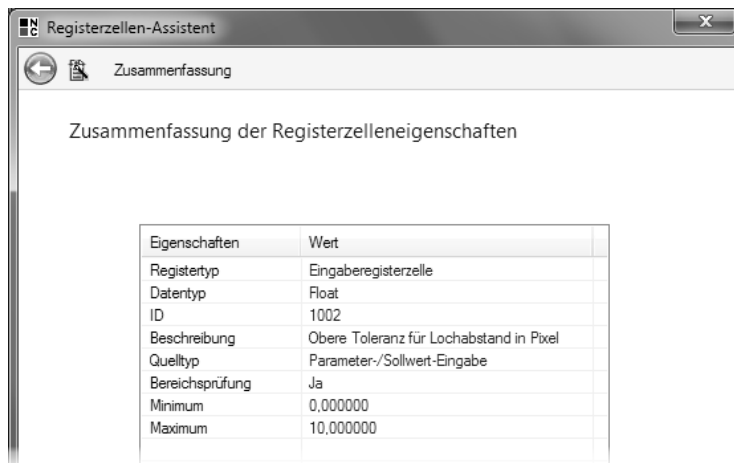 Registerzellen-Assistent
Zusammenfassung
Zusammenfassung der Registerzelleneigenschaften
Eigenschaften Wert
Registertyp Eingaberegisterzelle
Datentyp Float
ID 1002
Beschreibung Obere Toleranz für Lochabstand in Pixel
Quelltyp Parameter-/Sollwert-Eingabe
Bereichsprüfung Ja
Minimum 0,000000
Maximum 10,000000